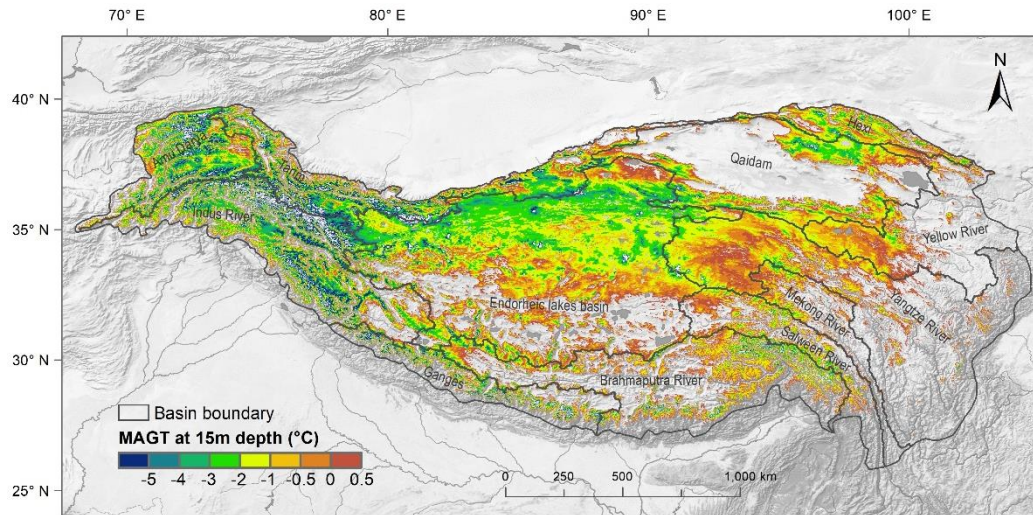 70° E
80° E
90° E
100° E
N
40° N
35° N
30° N
25° N
Amu Darya
Tarim
Indus River
Hexi
Qaidam
Yellow River
Yangtze River
Mekong River
Salween River
Endorheic lakes basin
Brahmaputra River
Ganges
Basin boundary
MAGT at 15m depth (°C)
-5 -4 -3 -2 -1 -0.5 0 0.5
0 250 500 1,000 km